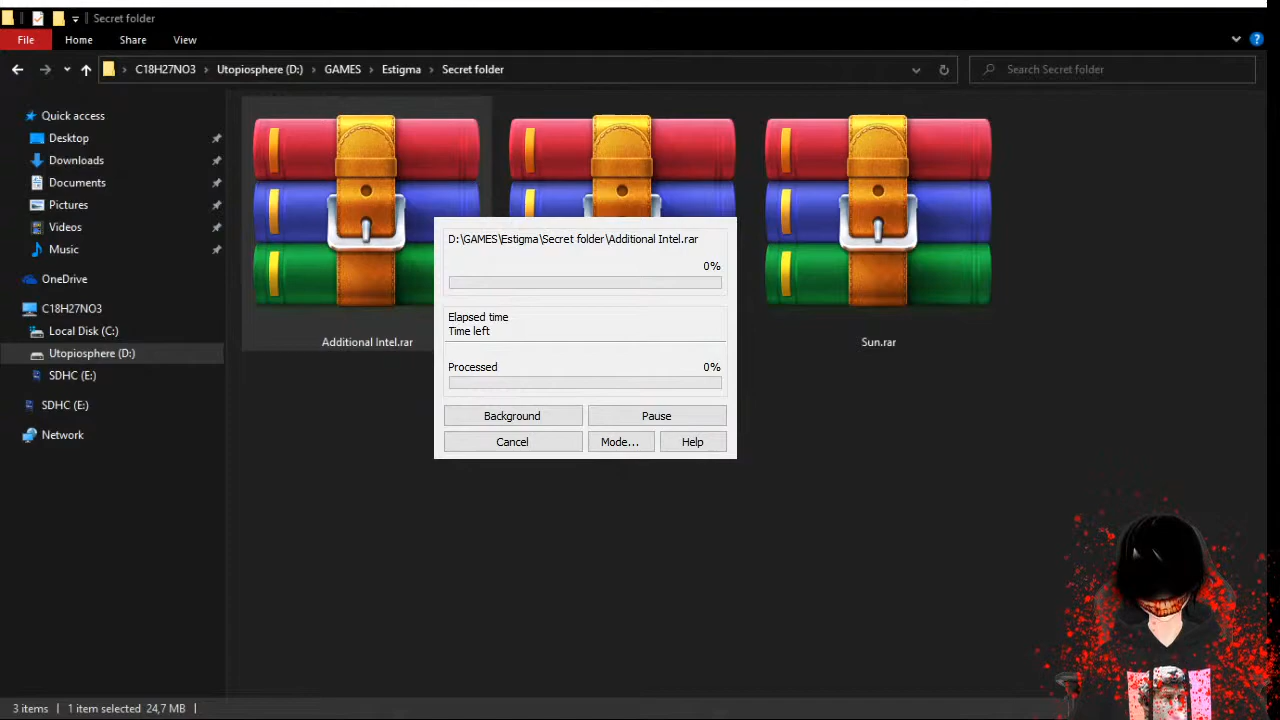 Secret folder
File Home Share View
C18H27NO3 Utopiosphere (D:) GAMES Estigma Secret folder Search Secret folder
Quick access
Desktop
Downloads
Documents
Pictures
Videos
Music
OneDrive
C18H27NO3
Local Disk (C:)
Utopiosphere (D:)
SDHC (E:)
SDHC (E:)
Network
Additional Intel.rar
Sun.rar
D:\GAMES\Estigma\Secret folder\Additional Intel.rar
0%
Elapsed time
Time left
Processed 0%
Background Pause
Cancel Mode... Help
3 items 1 item selected 24,7 MB